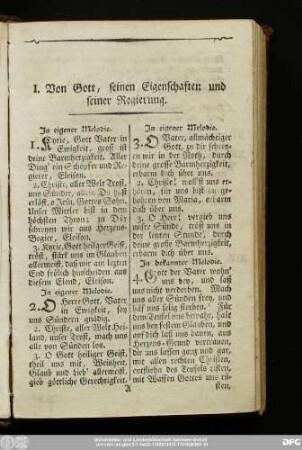 I. Von Gott, seinen Eigenschaften und
seiner Regierung.
In eigener Melodie.
1. Kyrie, Gott Vater in
Ewigkeit, groß ist
deine Barmherzigkeit. Aller
Ding' ein Schöpfer und Re-
gierer, Eleison.
2. Christe, aller Welt Trost,
uns Sünder allein Du hast
erlöst. o Jesu, Gottes Sohn,
Unser Mittler bist in dem
höchsten Thron; zu Dir
schreyen wir aus Herzens-
Begier, Eleison.
3. Kyrie, Gott heiliger Geist,
tröst, stärk uns im Glauben
allermeist, daß wir am letzten
End fröhlich hinscheiden aus
diesem Elend, Eleison.
In eigener Melodie.
2. O Herre Gott, Vater
in Ewigkeit, sey
uns Sündern gnädig.
2. Christe, aller Welt Hei-
land, unser Trost, mach uns
alle von Sünden los.
3. O Gott heiliger Geist,
theil uns mit, Weisheit,
Glaub und Lieb' allermeist,
gieb göttliche Gerechtigkeit.
A
In eigener Melodie.
3. O Vater, allmächtiger
Gott, zu dir schrey-
en wir in der Noth, durch
deine grosse Barmherzigkeit,
erbarm dich über uns.
2. Christe! wollst uns er-
hören, für uns bist zu ge-
bohren von Maria, erbarm
dich über uns.
3. O Herr! vergieb uns
unsre Sünde, tröst uns in
der letzten Stunde, durch
deine grosse Barmherzigkeit,
erbarm dich über uns.
In bekannter Melodie.
4. Gott der Vater wohn'
uns bey, und laß
uns nicht verderben. Mach
uns aller Sünden frey, und
hilf uns selig sterben. Für
dem Teufel uns bewahr, halt
uns bey festem Glauben, und
auf dich laß uns bauen, aus
Herzens-Grund vertrauen,
dir uns lassen ganz und gar,
mit allen rechten Christen,
entfliehn des Teufels Listen,
mit Waffen Gottes uns rü-
sten,
DFG